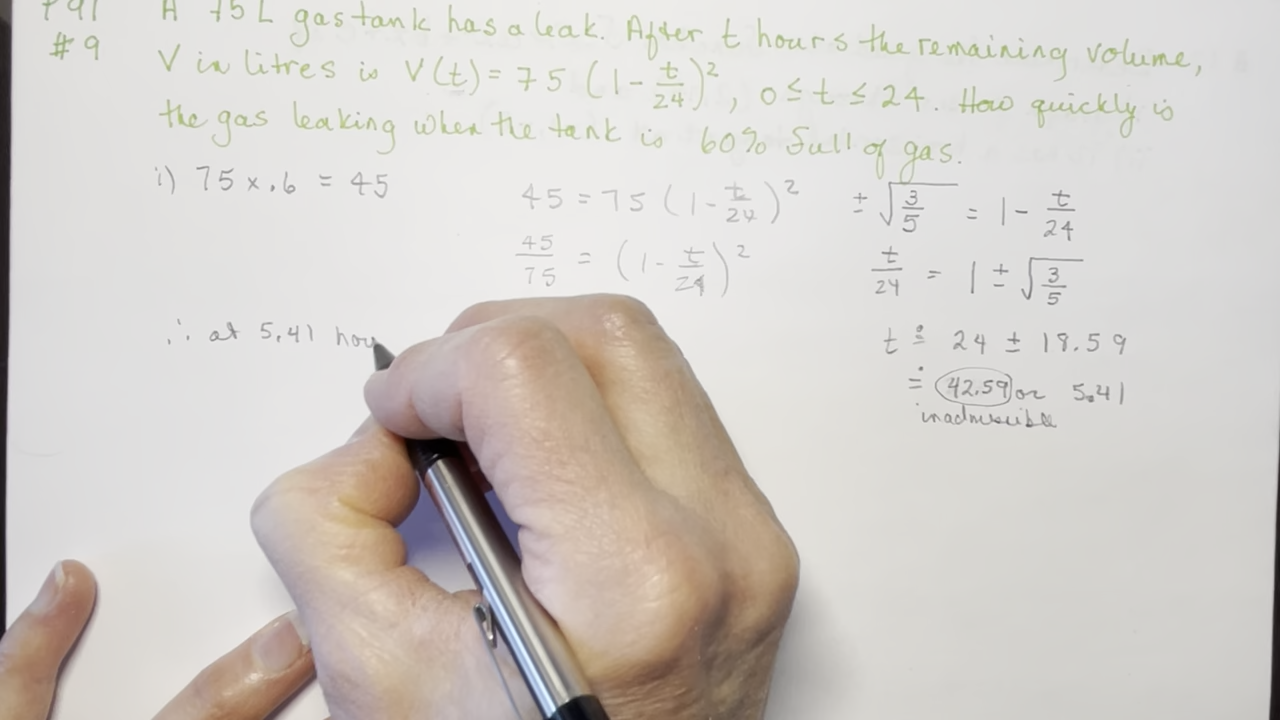 P91
#9
A 75L gas tank has a leak. After t hours the remaining volume,
V in litres is V(t) = 75 (1 - t/24)², 0 ≤ t ≤ 24. How quickly is
the gas leaking when the tank is 60% full of gas.
i) 75 x .6 = 45
45 = 75 (1 - t/24)²
45/75 = (1 - t/24)²
∴ at 5.41 hou
± √(3/5) = 1 - t/24
t/24 = 1 ± √(3/5)
t ≐ 24 ± 18.59
≐ 42.59 or 5.41
inadmissible